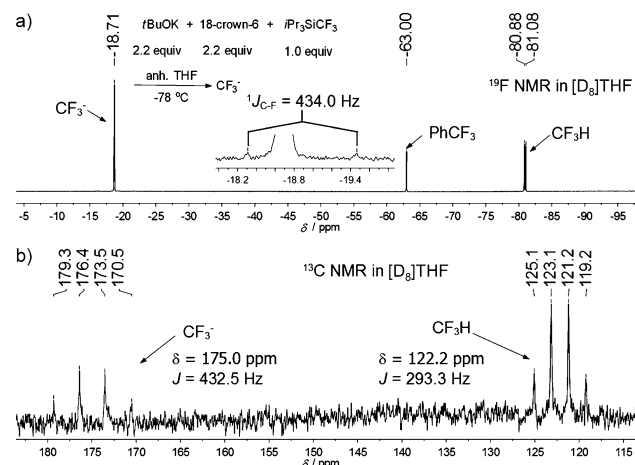 a)
-18.71
tBuOK + 18-crown-6 + iPr₃SiCF₃
2.2 equiv 2.2 equiv 1.0 equiv
anh. THF
-78 ºC
CF₃⁻
-63.00
-80.88
-81.08
¹⁹F NMR in [D₈]THF
CF₃⁻
¹J_C-F = 434.0 Hz
PhCF₃
CF₃H
-18.2 -18.8 -19.4
-5 -10 -15 -20 -25 -30 -35 -40 -45 -50 -55 -60 -65 -70 -75 -80 -85 -90 -95
δ / ppm
b)
179.3
176.4
173.5
170.5
¹³C NMR in [D₈]THF
125.1
123.1
121.2
119.2
CF₃⁻
δ = 175.0 ppm
J = 432.5 Hz
CF₃H
δ = 122.2 ppm
J = 293.3 Hz
180 175 170 165 160 155 150 145 140 135 130 125 120 115
δ / ppm